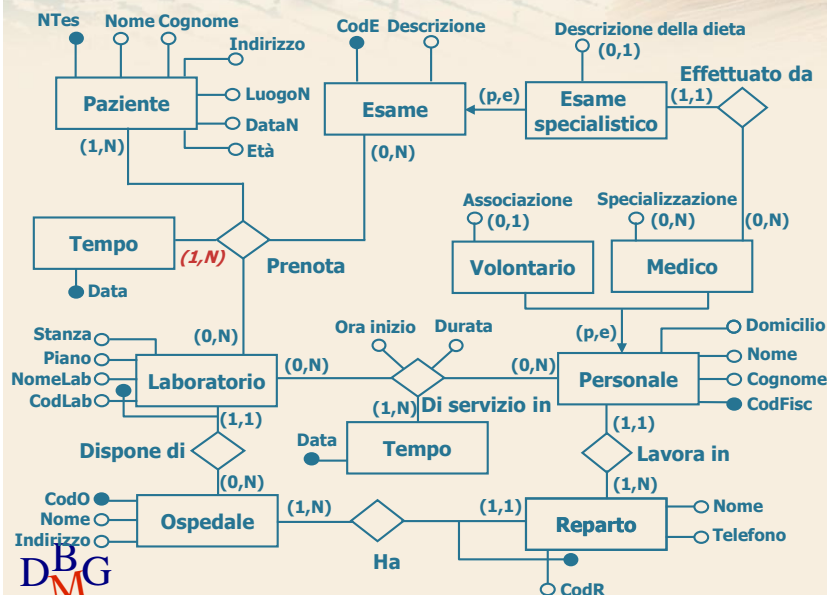 NTes
Nome
Cognome
Indirizzo
Paziente
LuogoN
DataN
Età
(1,N)
CodE
Descrizione
Esame
(0,N)
(p,e)
Descrizione della dieta
(0,1)
Esame
specialistico
(1,1)
Effettuato da
(0,N)
Associazione
(0,1)
Volontario
Specializzazione
(0,N)
Medico
Tempo
(1,N)
Prenota
Data
(0,N)
Stanza
Piano
NomeLab
CodLab
Laboratorio
(1,1)
(0,N)
Ora inizio
Durata
Di servizio in
(1,N)
Data
Tempo
(0,N)
(p,e)
Personale
Domicilio
Nome
Cognome
CodFisc
(1,1)
Lavora in
(1,N)
Dispone di
(0,N)
CodO
Nome
Indirizzo
Ospedale
(1,N)
Ha
(1,1)
Reparto
Nome
Telefono
CodR
DBMG